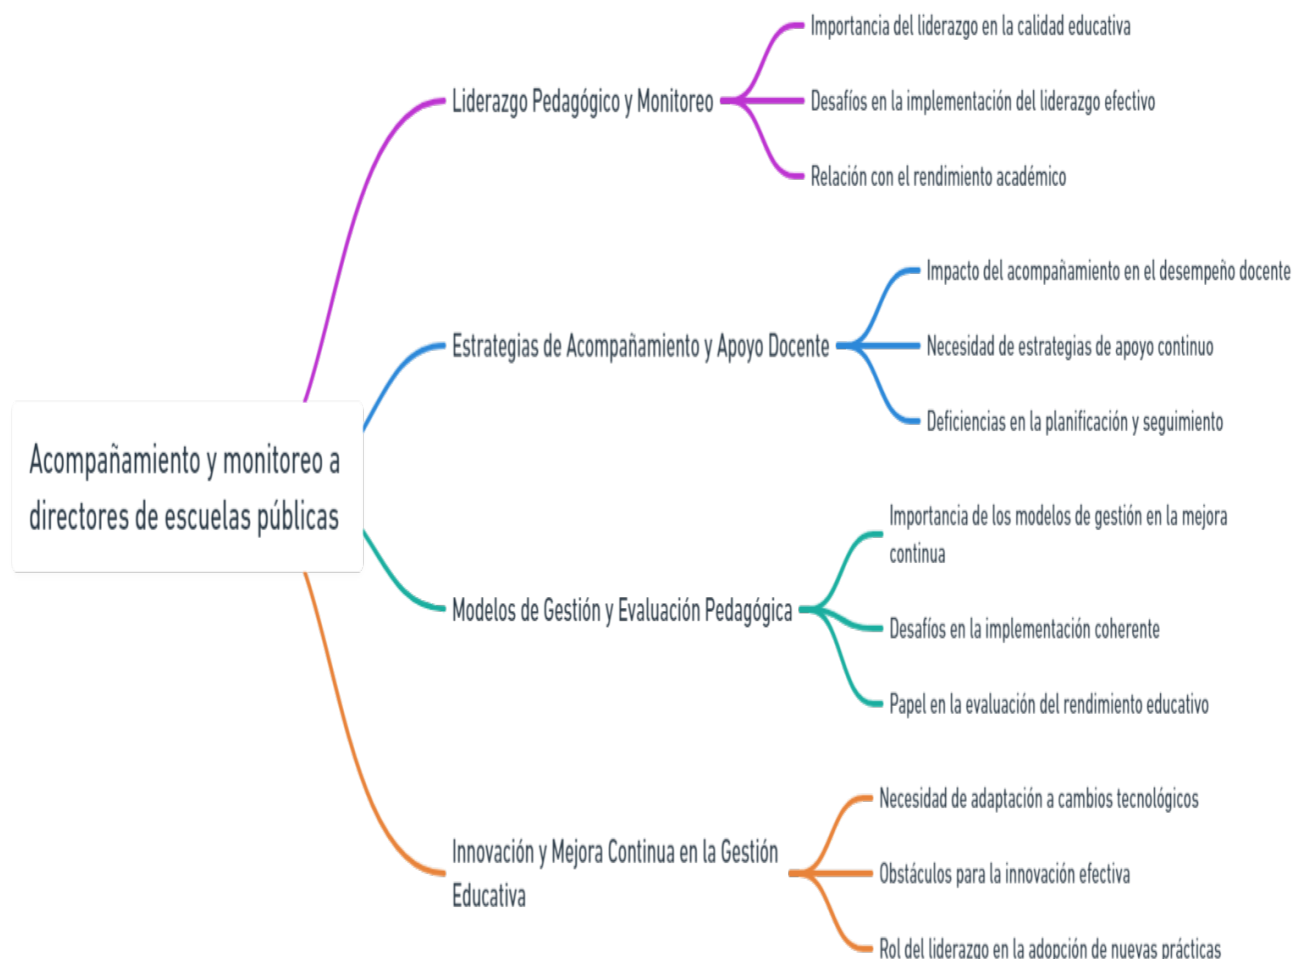 Acompañamiento y monitoreo a
directores de escuelas públicas
Liderazgo Pedagógico y Monitoreo
Importancia del liderazgo en la calidad educativa
Desafíos en la implementación del liderazgo efectivo
Relación con el rendimiento académico
Estrategias de Acompañamiento y Apoyo Docente
Impacto del acompañamiento en el desempeño docente
Necesidad de estrategias de apoyo continuo
Deficiencias en la planificación y seguimiento
Modelos de Gestión y Evaluación Pedagógica
Importancia de los modelos de gestión en la mejora
continua
Desafíos en la implementación coherente
Papel en la evaluación del rendimiento educativo
Innovación y Mejora Continua en la Gestión
Educativa
Necesidad de adaptación a cambios tecnológicos
Obstáculos para la innovación efectiva
Rol del liderazgo en la adopción de nuevas prácticas